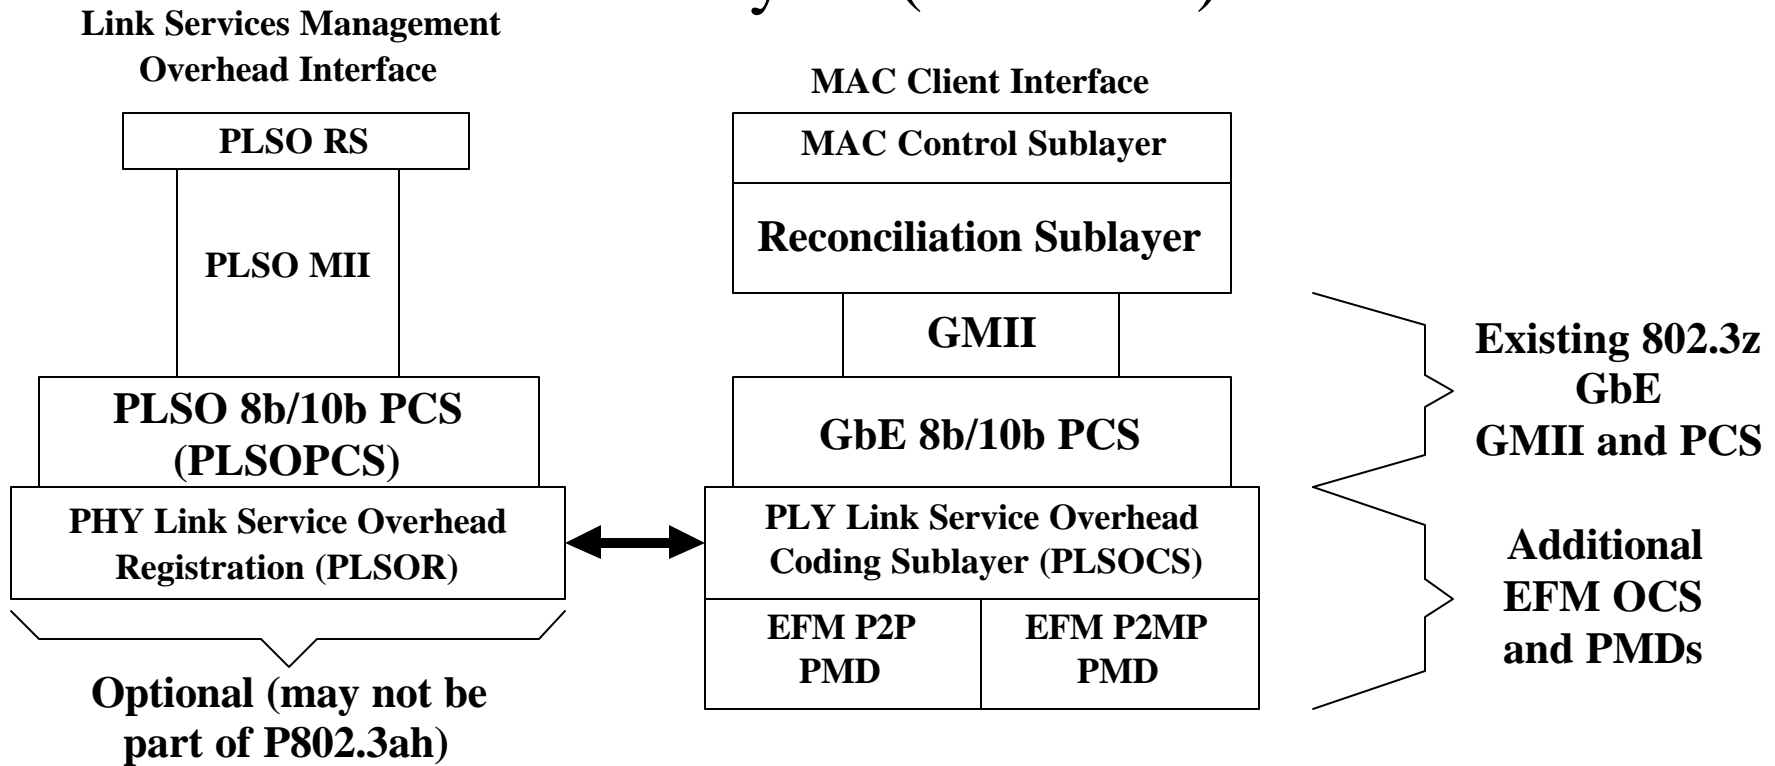 Link Services Management
Overhead Interface
PLSO RS
PLSO MII
PLSO 8b/10b PCS
(PLSOPCS)
PHY Link Service Overhead
Registration (PLSOR)
Optional (may not be
part of P802.3ah)
MAC Client Interface
MAC Control Sublayer
Reconciliation Sublayer
GMII
GbE 8b/10b PCS
PLY Link Service Overhead
Coding Sublayer (PLSOCS)
EFM P2P
PMD
EFM P2MP
PMD
Existing 802.3z
GbE
GMII and PCS
Additional
EFM OCS
and PMDs